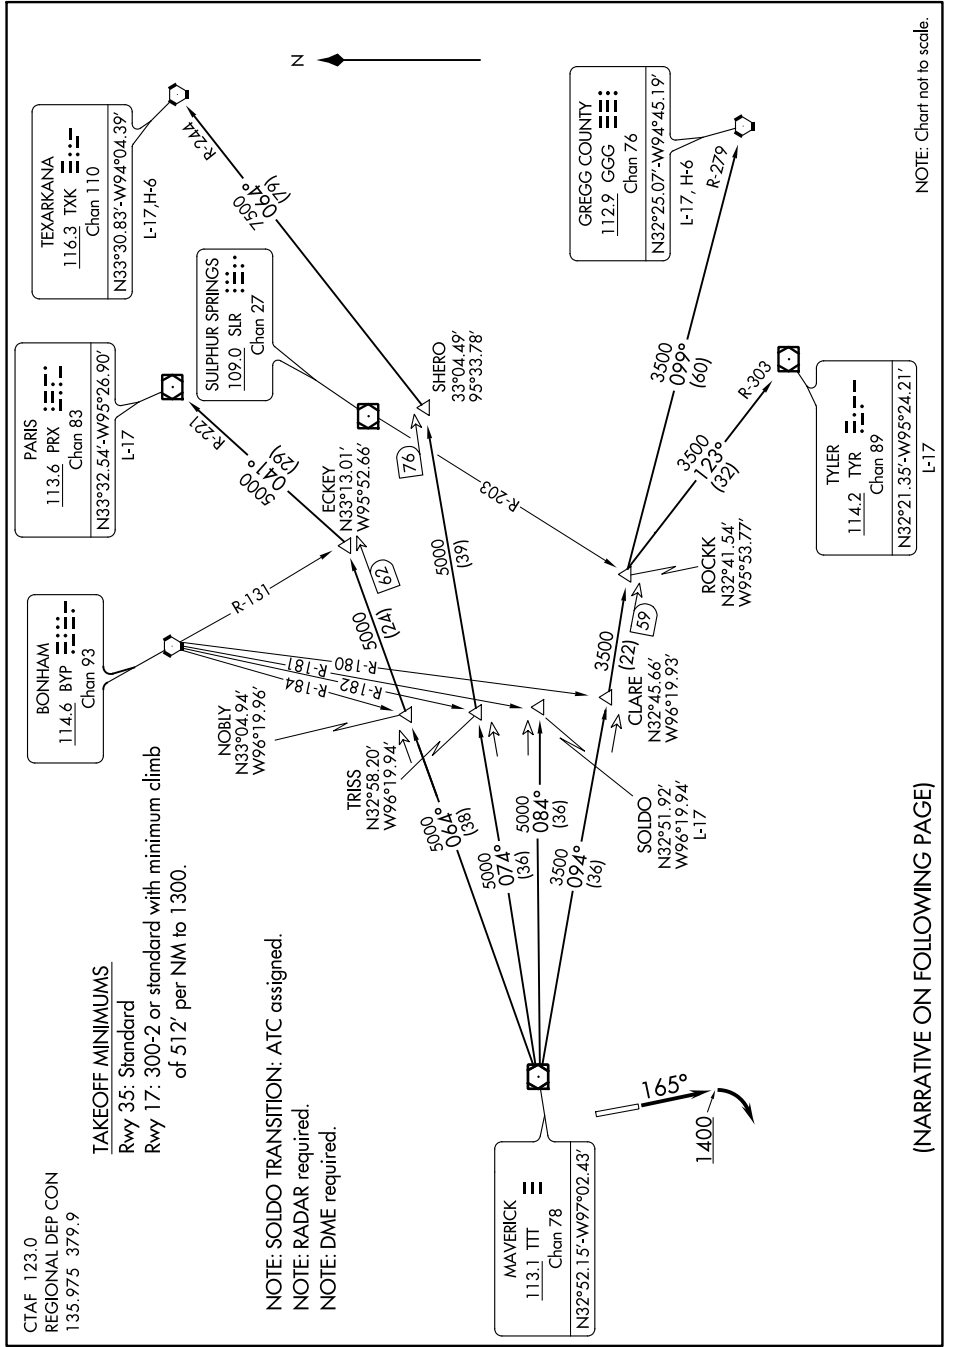 CTAF 123.0
REGIONAL DEP CON
135.975 379.9
TAKEOFF MINIMUMS
Rwy 35: Standard
Rwy 17: 300-2 or standard with minimum climb
of 512' per NM to 1300.
NOTE: SOLDO TRANSITION: ATC assigned.
NOTE: RADAR required.
NOTE: DME required.
BONHAM
114.6 BYP
Chan 93
PARIS
113.6 PRX
Chan 83
N33°32.54'-W95°26.90'
L-17
TEXARKANA
116.3 TXK
Chan 110
N33°30.83'-W94°04.39'
L-17,H-6
SULPHUR SPRINGS
109.0 SLR
Chan 27
N
R-244
7500
064°
(79)
R-221
5000
041°
(29)
ECKEY
N33°13.01'
W95°52.66'
SHERO
33°04.49'
95°33.78'
R-131
R-184
R-182
R-181
R-180
R-203
62
76
59
NOBLY
N33°04.94'
W96°19.96'
5000
(24)
TRISS
N32°58.20'
W96°19.94'
5000
(39)
5000
064°
(38)
5000
074°
(36)
5000
084°
(36)
3500
094°
(36)
SOLDO
N32°51.92'
W96°19.94'
L-17
CLARE
N32°45.66'
W96°19.93'
3500
(22)
ROCKK
N32°41.54'
W95°53.77'
3500
099°
(60)
R-279
3500
123°
(32)
R-303
GREGG COUNTY
112.9 GGG
Chan 76
N32°25.07'-W94°45.19'
L-17, H-6
TYLER
114.2 TYR
Chan 89
N32°21.35'-W95°24.21'
L-17
MAVERICK
113.1 TTT
Chan 78
N32°52.15'-W97°02.43'
165°
1400
(NARRATIVE ON FOLLOWING PAGE)
NOTE: Chart not to scale.